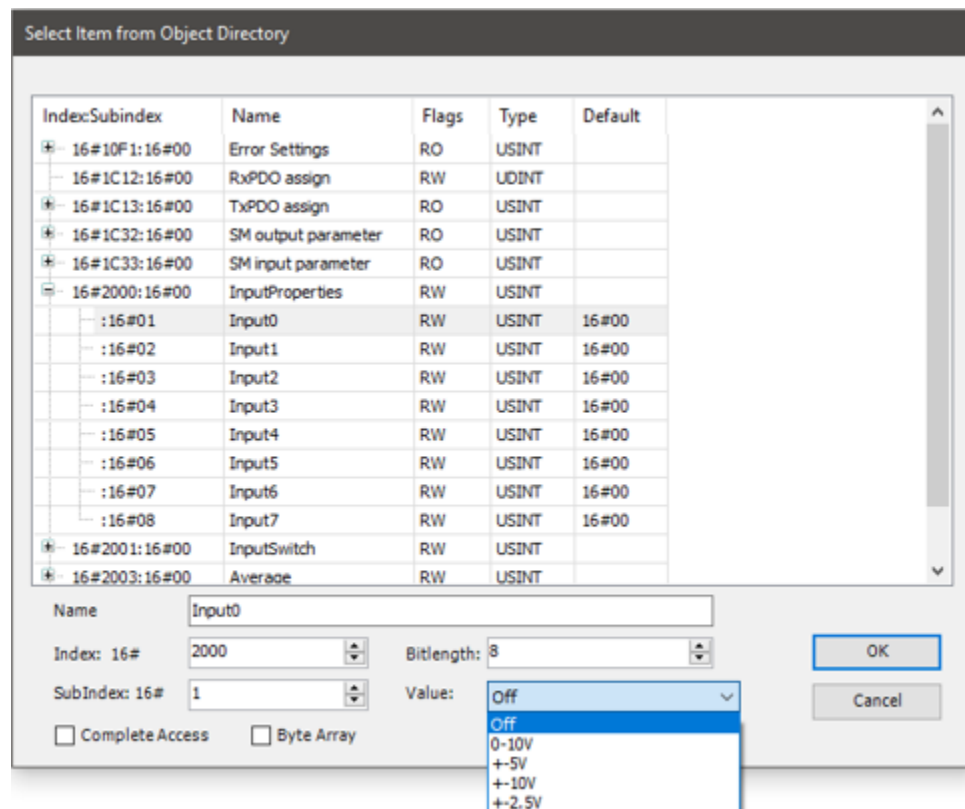 Select Item from Object Directory
Index:Subindex Name Flags Type Default
16#10F1:16#00 Error Settings RO USINT
16#1C12:16#00 RxPDO assign RW UDINT
16#1C13:16#00 TxPDO assign RO USINT
16#1C32:16#00 SM output parameter RO USINT
16#1C33:16#00 SM input parameter RO USINT
16#2000:16#00 InputProperties RW USINT
:16#01 Input0 RW USINT 16#00
:16#02 Input1 RW USINT 16#00
:16#03 Input2 RW USINT 16#00
:16#04 Input3 RW USINT 16#00
:16#05 Input4 RW USINT 16#00
:16#06 Input5 RW USINT 16#00
:16#07 Input6 RW USINT 16#00
:16#08 Input7 RW USINT 16#00
16#2001:16#00 InputSwitch RW USINT
16#2003:16#00 Average RW USINT
Name Input0
Index: 16# 2000 Bitlength: 8 OK
SubIndex: 16# 1 Value: Off Cancel
Off
Complete Access Byte Array 0-10V
+-5V
+-10V
+-2.5V